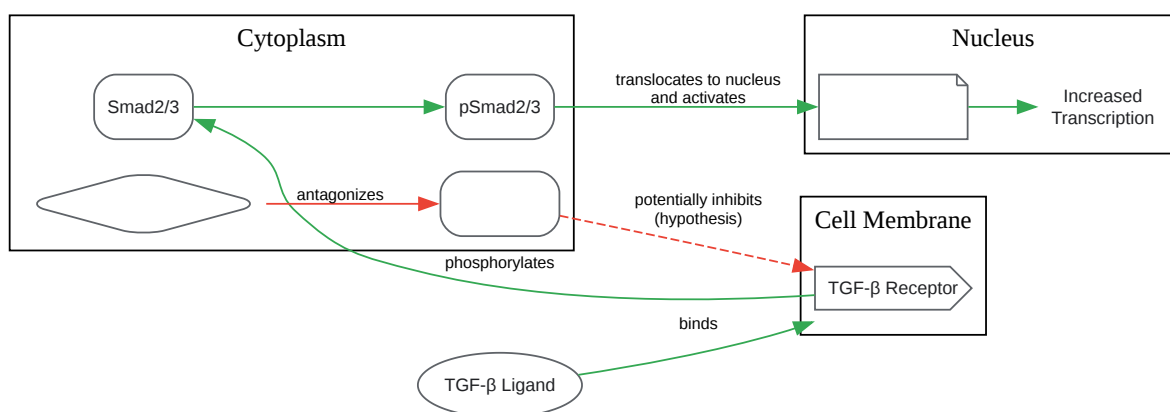 Cytoplasm
Nucleus
Smad2/3
pSmad2/3
translocates to nucleus
and activates
Increased
Transcription
antagonizes
potentially inhibits
(hypothesis)
Cell Membrane
phosphorylates
TGF-β Receptor
binds
TGF-β Ligand